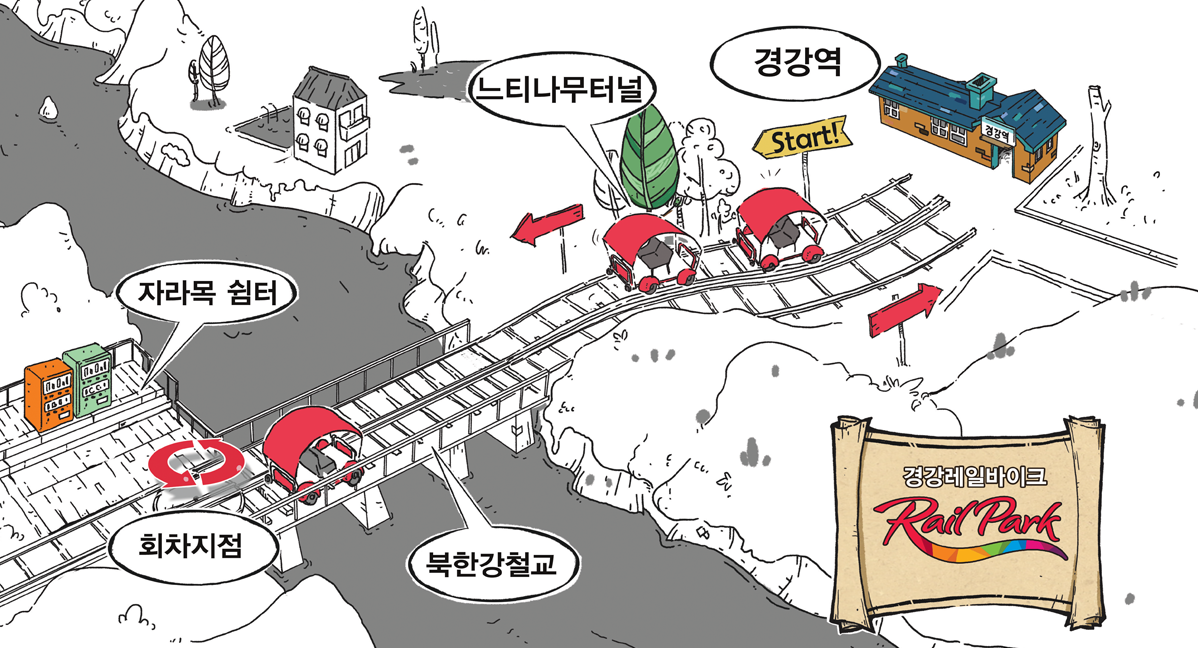 경강역
느티나무터널
경강역
Start!
자라목 쉼터
회차지점
북한강철교
경강레일바이크
Rail Park